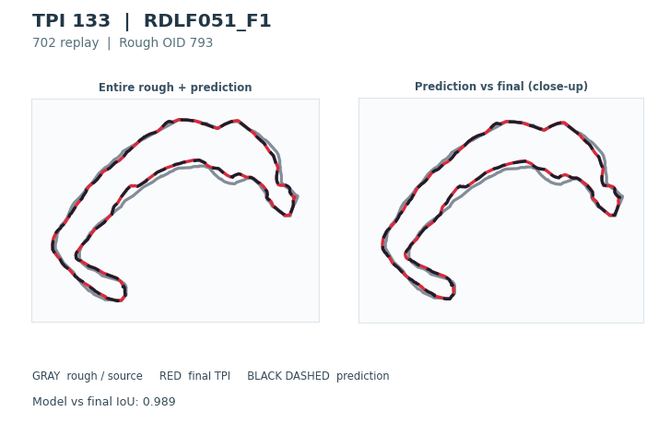 TPI 133 | RDLF051_F1
702 replay | Rough OID 793
Entire rough + prediction
Prediction vs final (close-up)
GRAY rough / source RED final TPI BLACK DASHED prediction
Model vs final IoU: 0.989